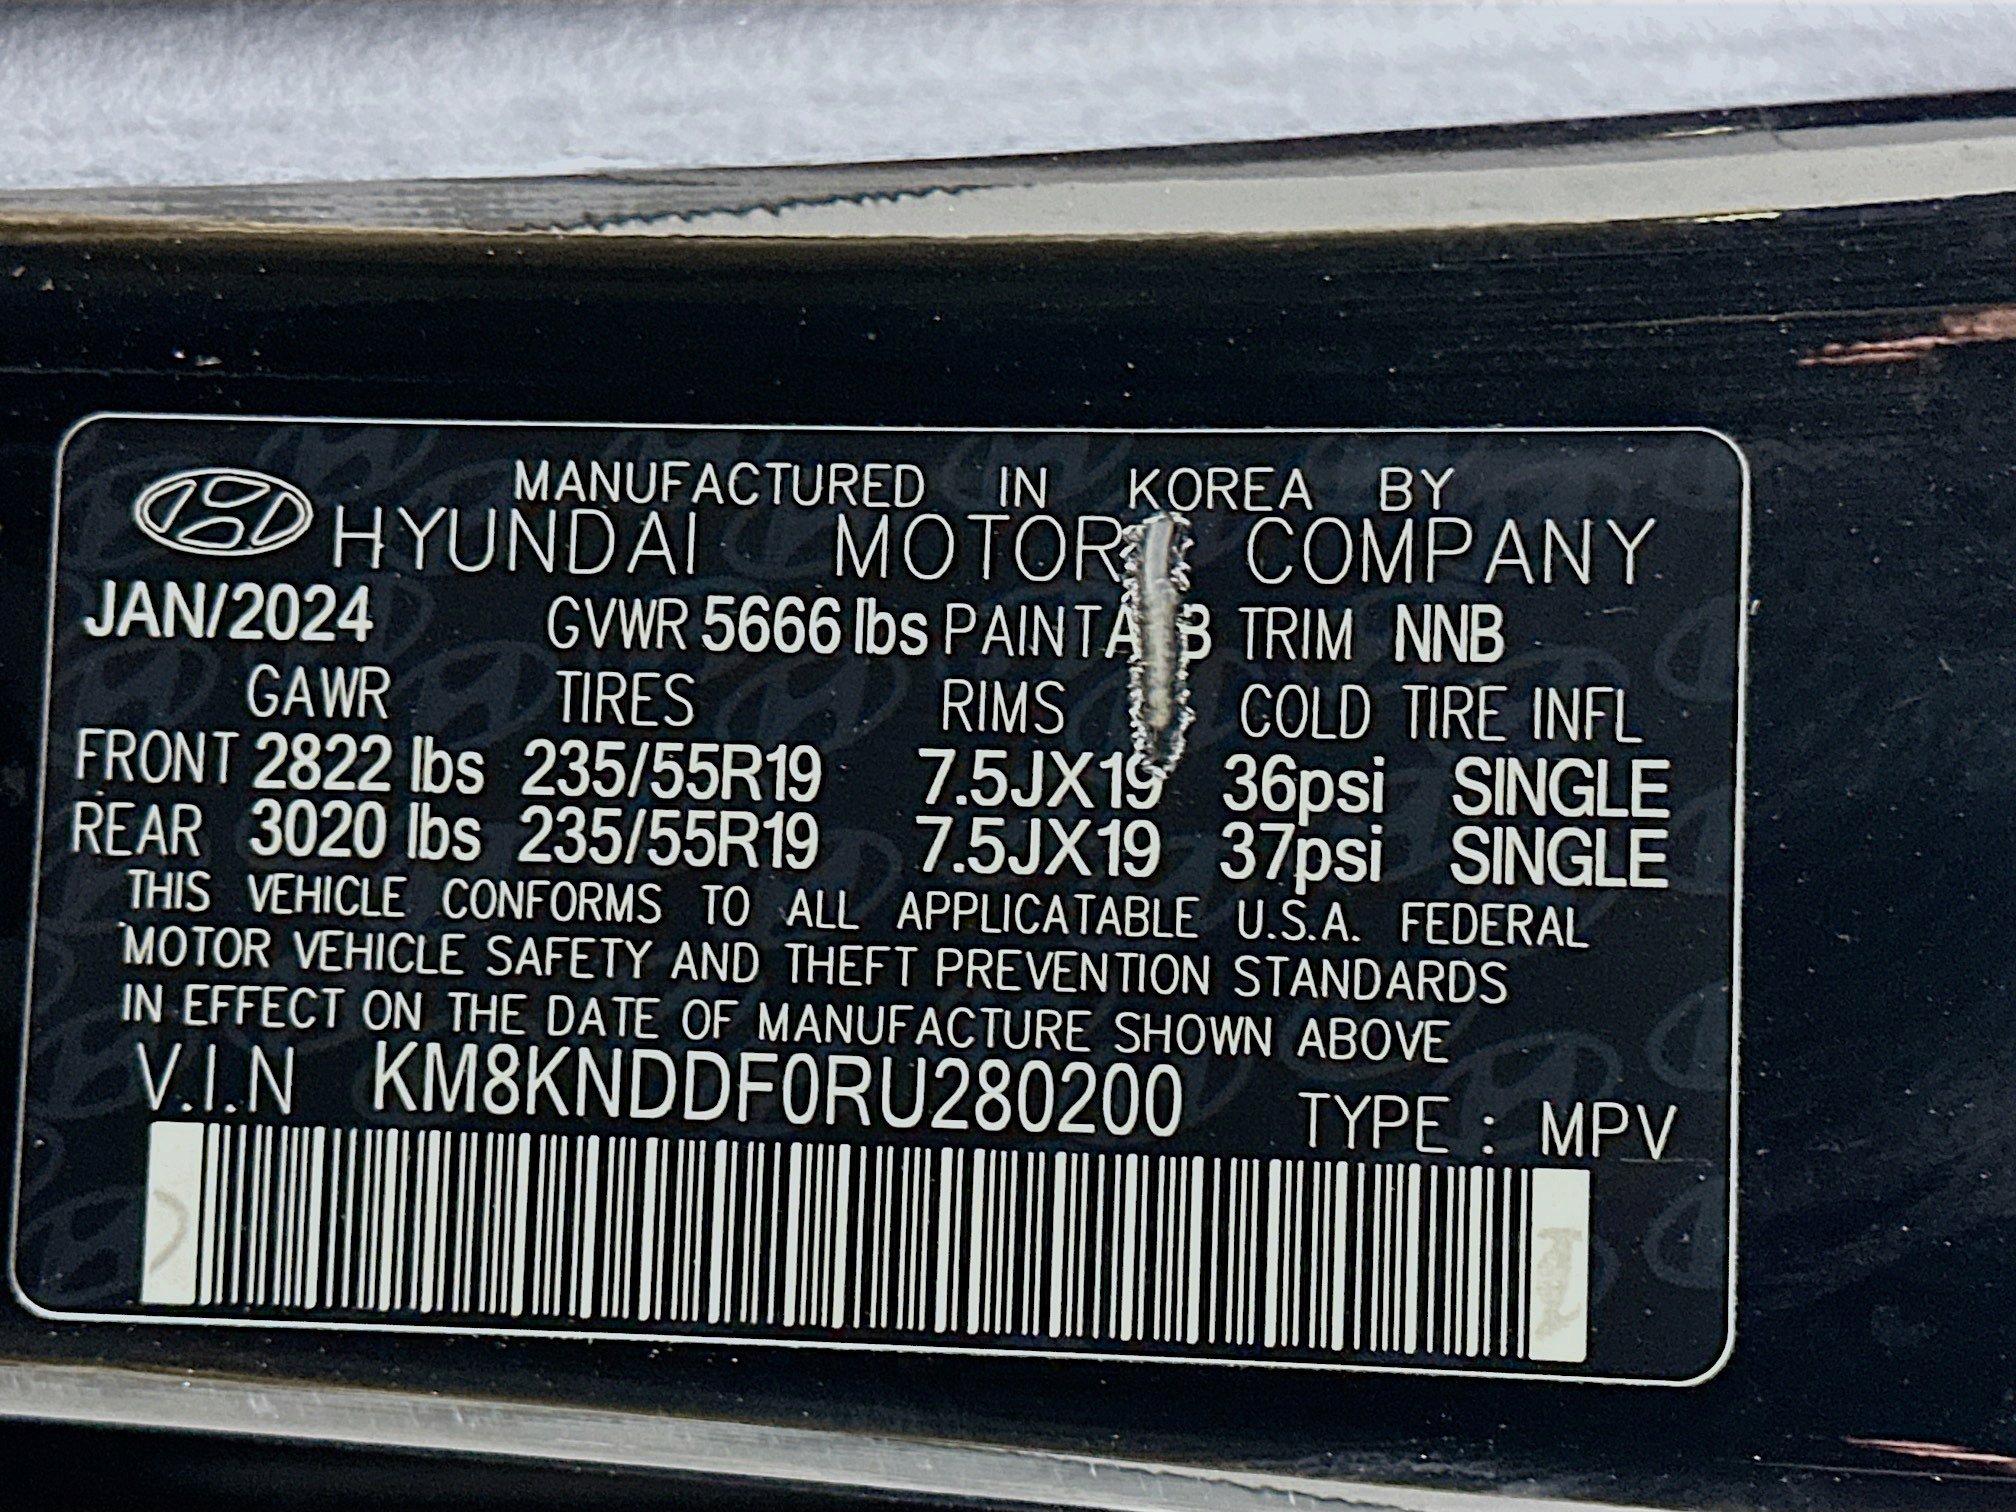 MANUFACTURED IN KOREA BY
HYUNDAI MOTOR COMPANY
JAN/2024 GVWR 5666 lbs PAINT TRIM NNB
GAWR TIRES RIMS COLD TIRE INFL
FRONT 2822 lbs 235/55R19 7.5JX19 36psi SINGLE
REAR 3020 lbs 235/55R19 7.5JX19 37psi SINGLE
THIS VEHICLE CONFORMS TO ALL APPLICATABLE U.S.A. FEDERAL
MOTOR VEHICLE SAFETY AND THEFT PREVENTION STANDARDS
IN EFFECT ON THE DATE OF MANUFACTURE SHOWN ABOVE
V.I.N KM8KNDDF0RU280200 TYPE : MPV